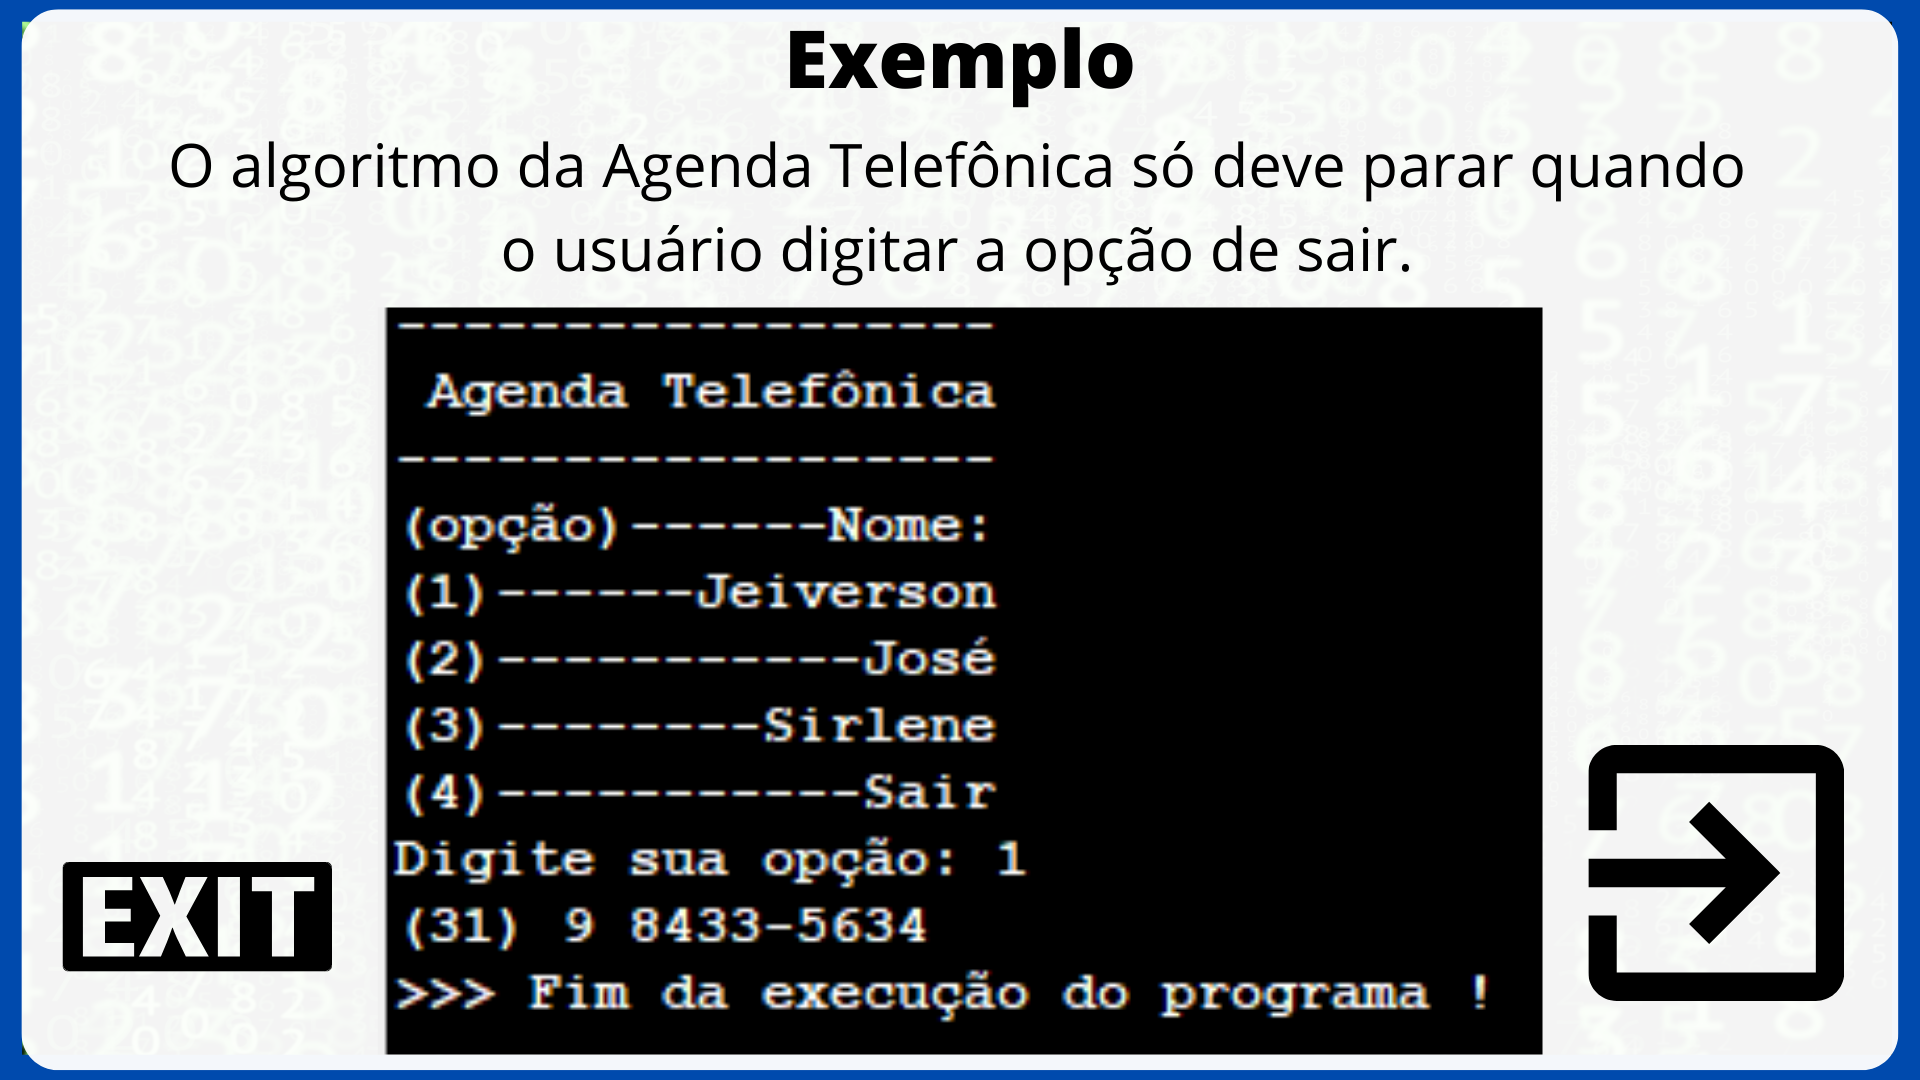 Exemplo
O algoritmo da Agenda Telefônica só deve parar quando
o usuário digitar a opção de sair.
------------------
Agenda Telefônica
------------------
(opção)------Nome:
(1)------Jeiverson
(2)-----------José
(3)--------Sirlene
(4)-----------Sair
Digite sua opção: 1
(31) 9 8433-5634
>>> Fim da execução do programa !
EXIT